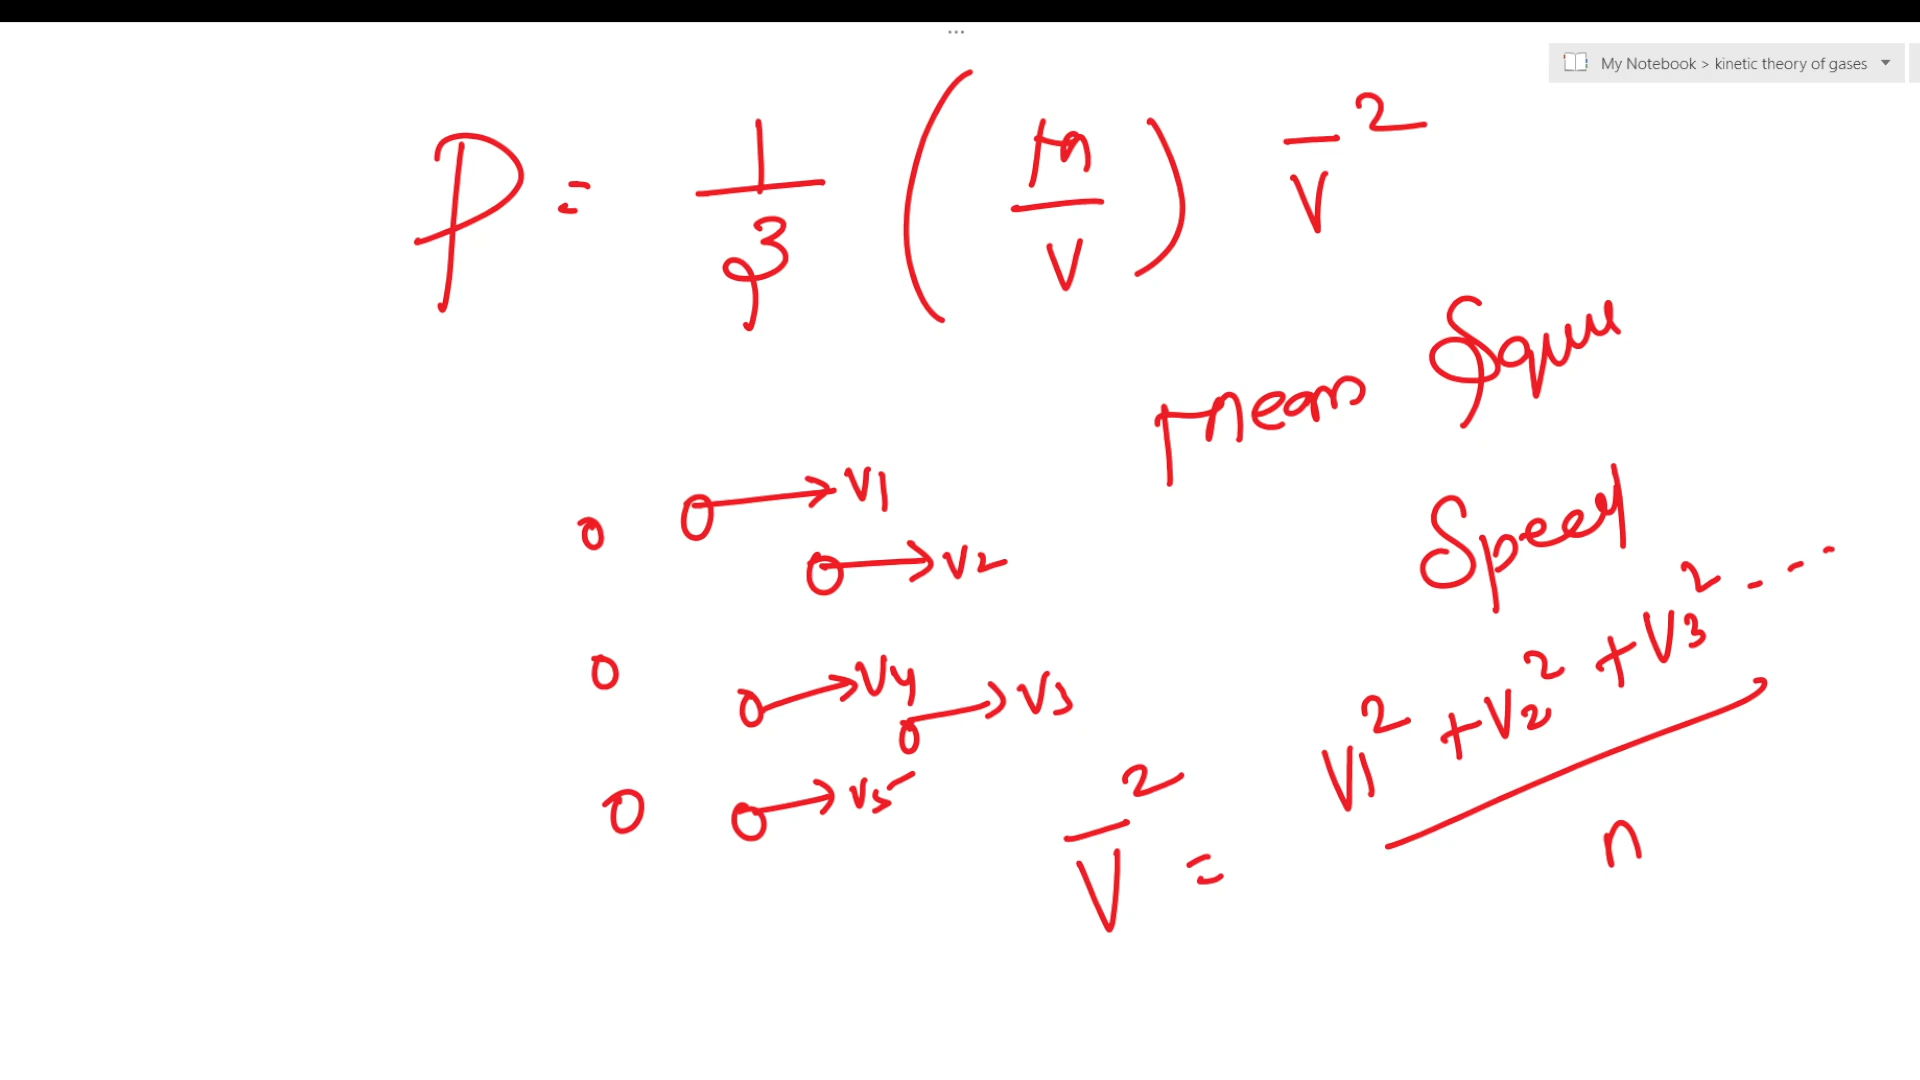 ...
My Notebook > kinetic theory of gases
P = 1/3 (m/V) v̅²
Mean Square
Speed
v1
v2
v4
v3
v5
v̅² = (v1² + v2² + v3² ...)/n